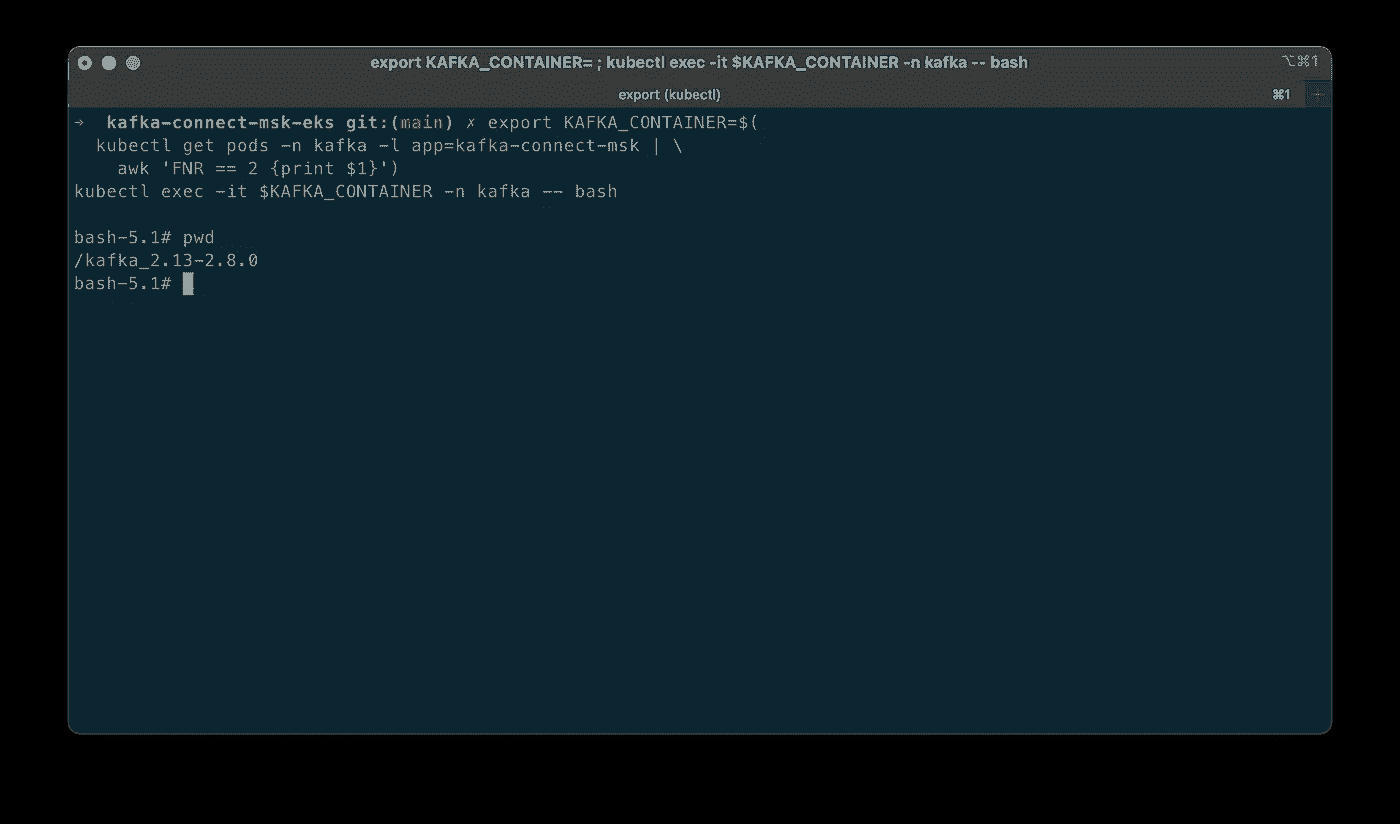 export KAFKA_CONTAINER= ; kubectl exec -it $KAFKA_CONTAINER -n kafka -- bash
⌥⌘1
export (kubectl)
⌘1
+
→ kafka-connect-msk-eks git:(main) ✗ export KAFKA_CONTAINER=$(
kubectl get pods -n kafka -l app=kafka-connect-msk | \
awk 'FNR == 2 {print $1}')
kubectl exec -it $KAFKA_CONTAINER -n kafka -- bash
bash-5.1# pwd
/kafka_2.13-2.8.0
bash-5.1#